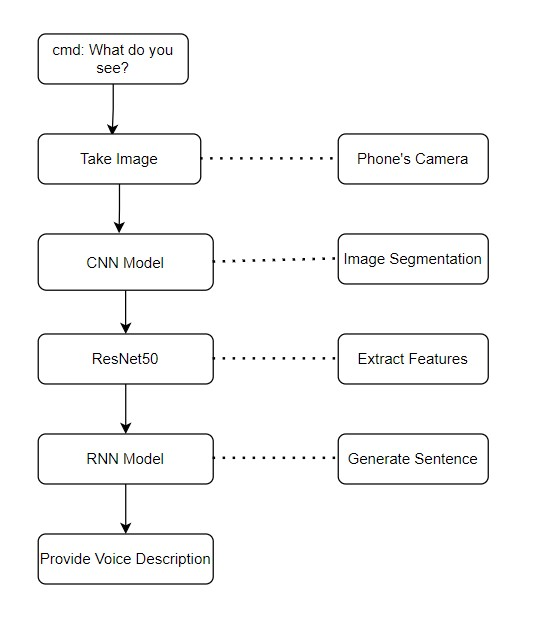 cmd: What do you
see?
Take Image
Phone's Camera
CNN Model
Image Segmentation
ResNet50
Extract Features
RNN Model
Generate Sentence
Provide Voice Description